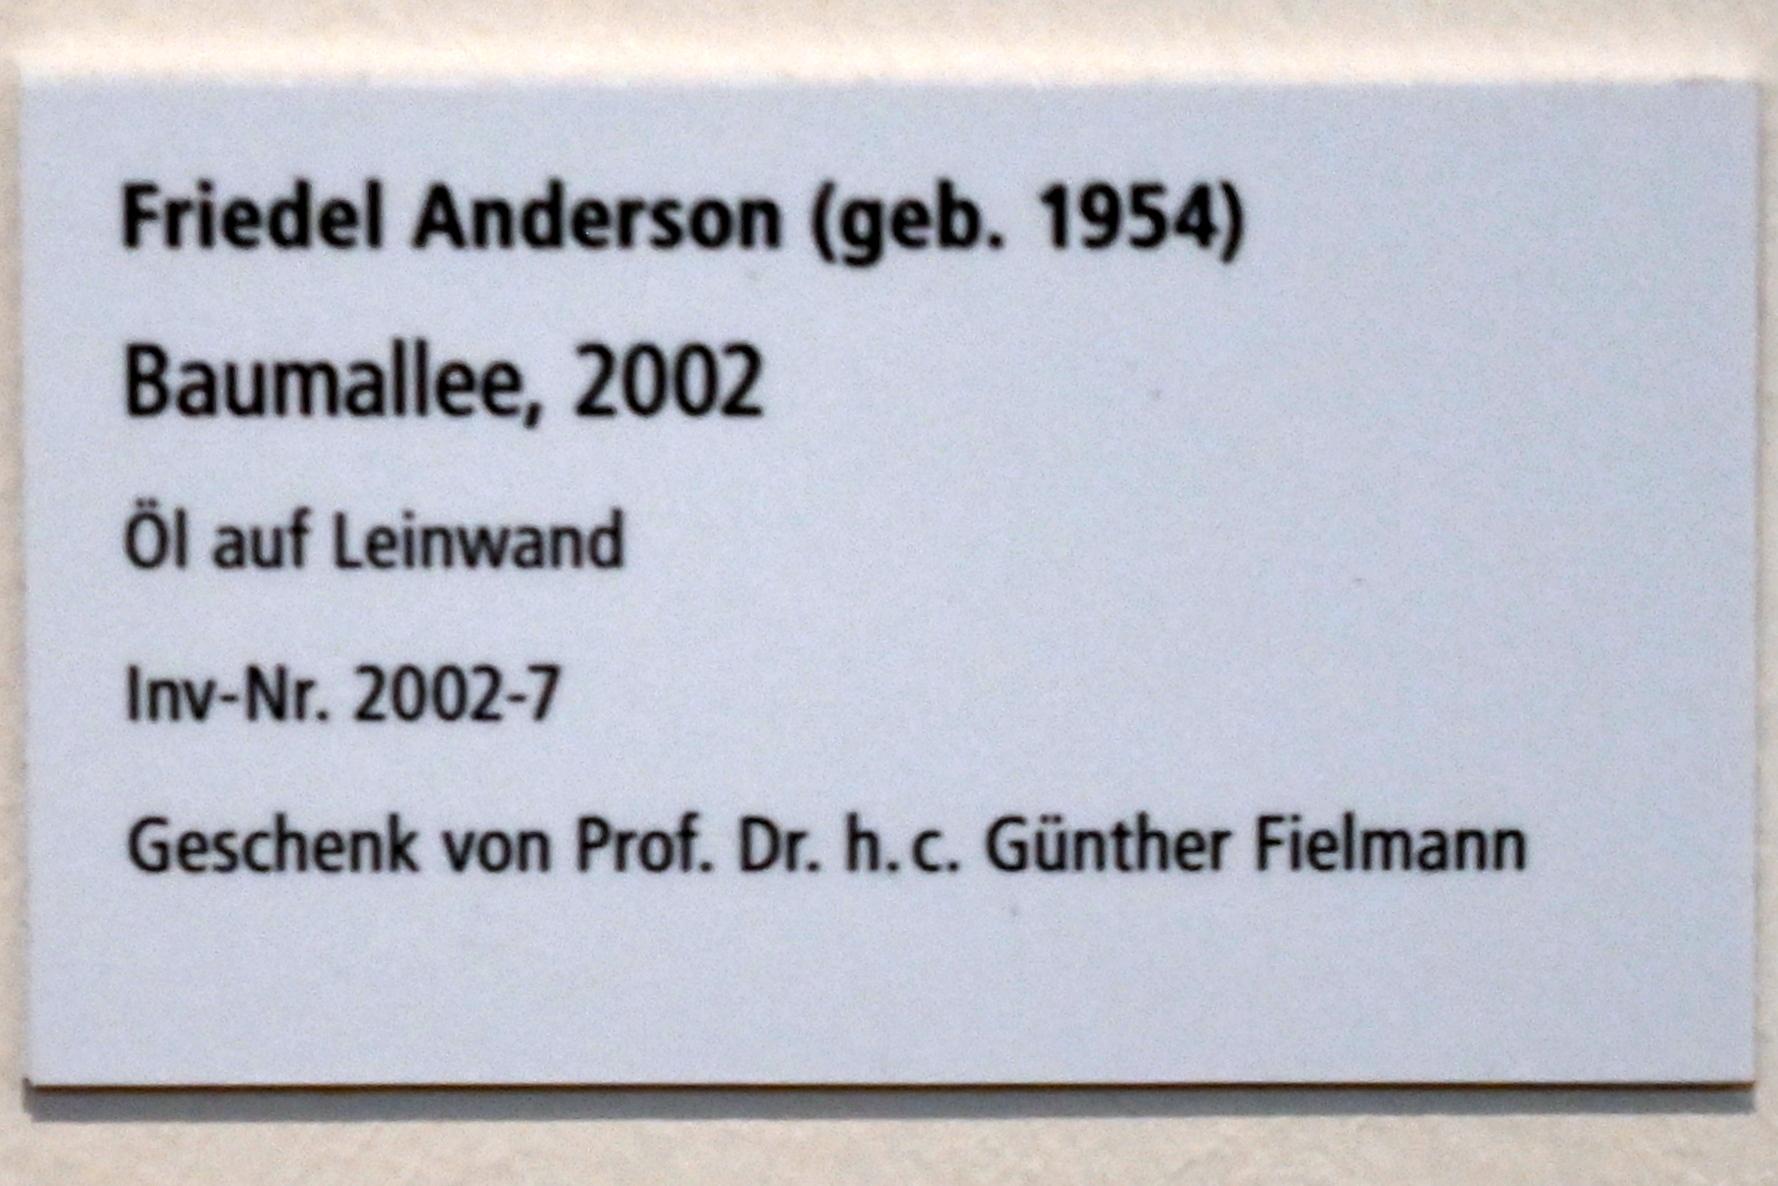 Friedel Anderson (geb. 1954)
Baumallee, 2002
Öl auf Leinwand
Inv-Nr. 2002-7
Geschenk von Prof. Dr. h.c. Günther Fielmann